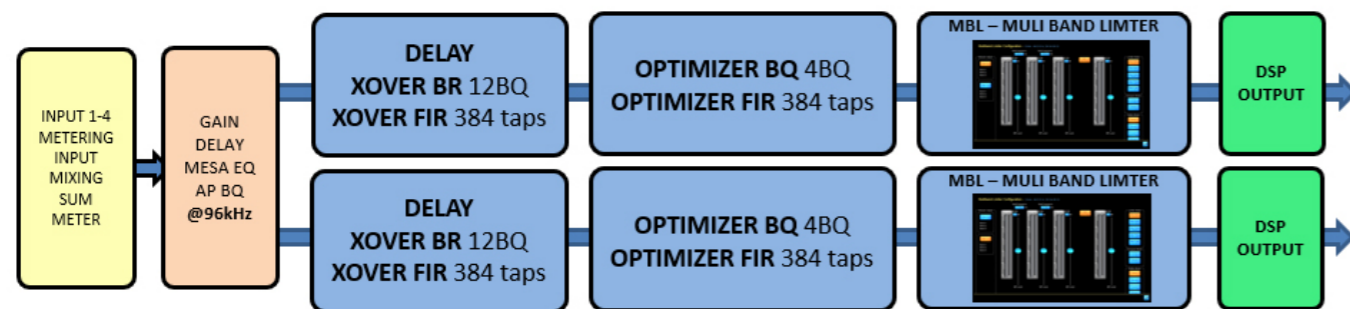 INPUT 1-4
METERING
INPUT
MIXING
SUM
METER
GAIN
DELAY
MESA EQ
AP BQ
@96kHz
DELAY
XOVER BR 12BQ
XOVER FIR 384 taps
OPTIMIZER BQ 4BQ
OPTIMIZER FIR 384 taps
MBL – MULI BAND LIMTER
DSP
OUTPUT
DELAY
XOVER BR 12BQ
XOVER FIR 384 taps
OPTIMIZER BQ 4BQ
OPTIMIZER FIR 384 taps
MBL – MULI BAND LIMTER
DSP
OUTPUT